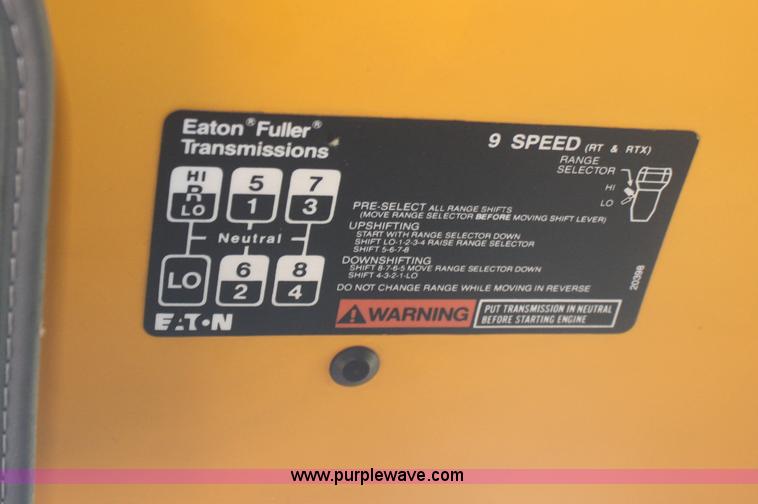 Eaton® Fuller®
Transmissions
9 SPEED (RT & RTX)
RANGE
SELECTOR
HI
LO
HI 5 7
R
LO 1 3
Neutral
LO 6 8
2 4
PRE-SELECT ALL RANGE SHIFTS
(MOVE RANGE SELECTOR BEFORE MOVING SHIFT LEVER)
UPSHIFTING
START WITH RANGE SELECTOR DOWN
SHIFT LO-1-2-3-4 RAISE RANGE SELECTOR
SHIFT 5-6-7-8
DOWNSHIFTING
SHIFT 8-7-6-5 MOVE RANGE SELECTOR DOWN
SHIFT 4-3-2-1-LO
DO NOT CHANGE RANGE WHILE MOVING IN REVERSE
20398
EATON
WARNING
PUT TRANSMISSION IN NEUTRAL
BEFORE STARTING ENGINE
www.purplewave.com